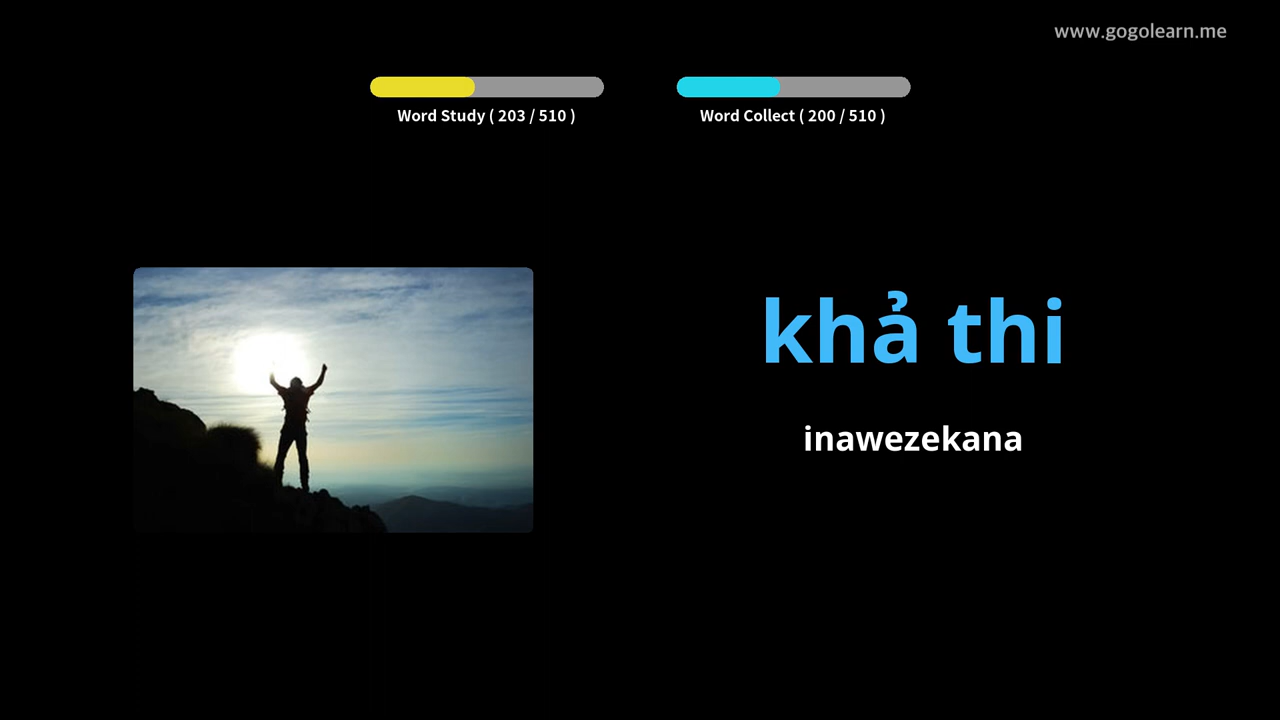 www.gogolearn.me
Word Study ( 203 / 510 )
Word Collect ( 200 / 510 )
khả thi
inawezekana